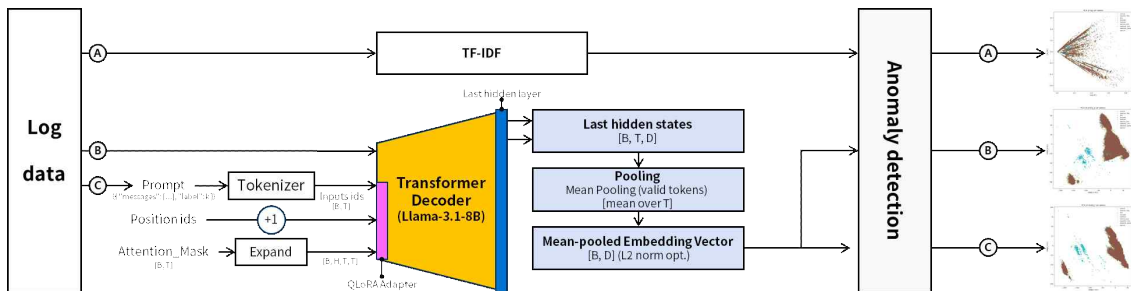 Log
data
A
TF-IDF
Last hidden layer
B
C
Prompt
Tokenizer
Inputs ids
[B, T]
Position ids
+1
Attention_Mask
[B, T]
Expand
[B, H, T, T]
QLoRA Adapter
Transformer
Decoder
(Llama-3.1-8B)
Last hidden states
[B, T, D]
Pooling
Mean Pooling (valid tokens)
[mean over T]
Mean-pooled Embedding Vector
[B, D] (L2 norm opt.)
Anomaly detection
A
B
C